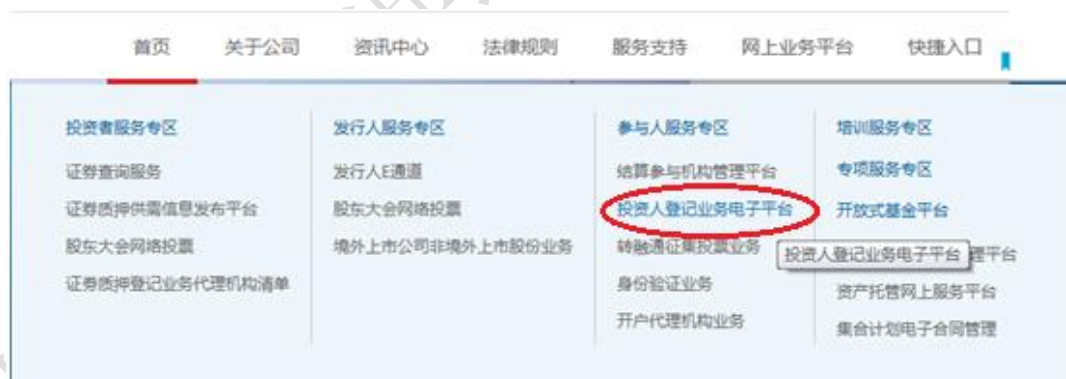 首页 关于公司 资讯中心 法律规则 服务支持 网上业务平台 快捷入口
投资者服务专区
证券查询服务
证券质押供需信息发布平台
股东大会网络投票
证券质押登记业务代理机构清单
发行人服务专区
发行人E通道
股东大会网络投票
境外上市公司非境外上市股份业务
参与人服务专区
结算参与机构管理平台
投资人登记业务电子平台
转融通征集投票业务
身份验证业务
开户代理机构业务
培训服务专区
专项服务专区
开放式基金平台
投资人登记业务电子平台
理平台
资产托管网上服务平台
集合计划电子合同管理